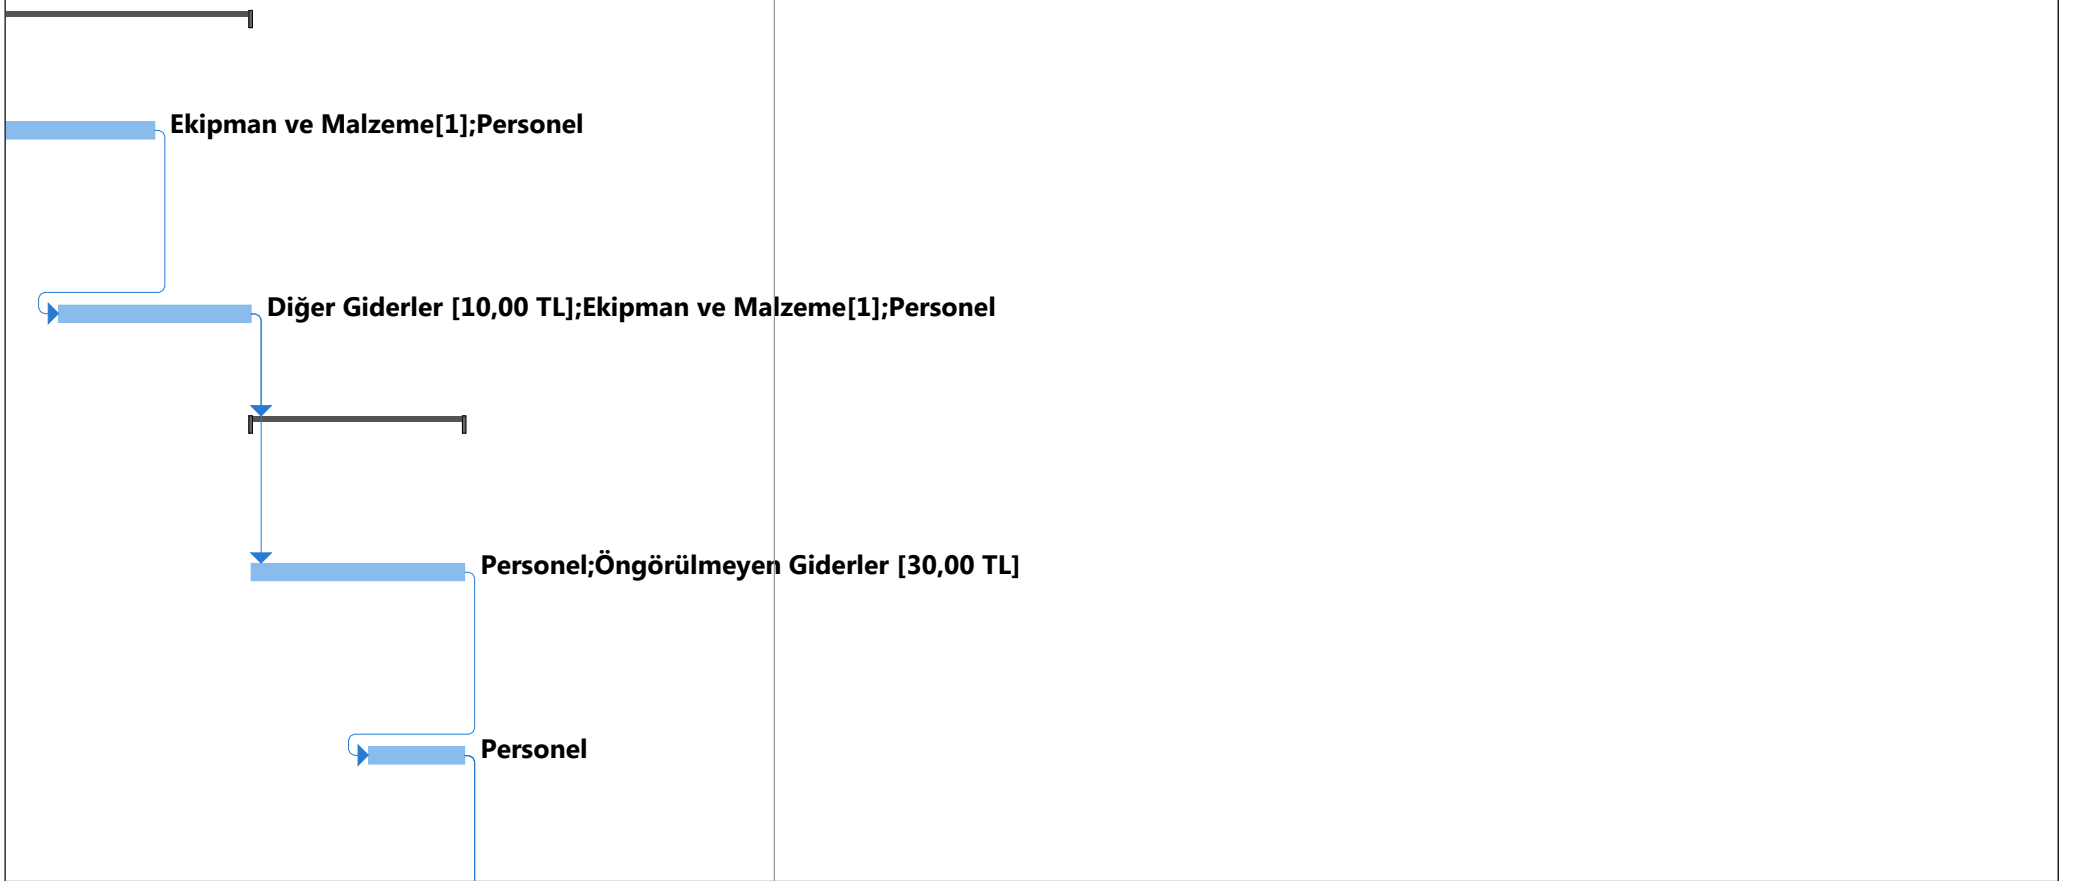 Ekipman ve Malzeme[1];Personel
Diğer Giderler [10,00 TL];Ekipman ve Malzeme[1];Personel
Personel;Öngörülmeyen Giderler [30,00 TL]
Personel